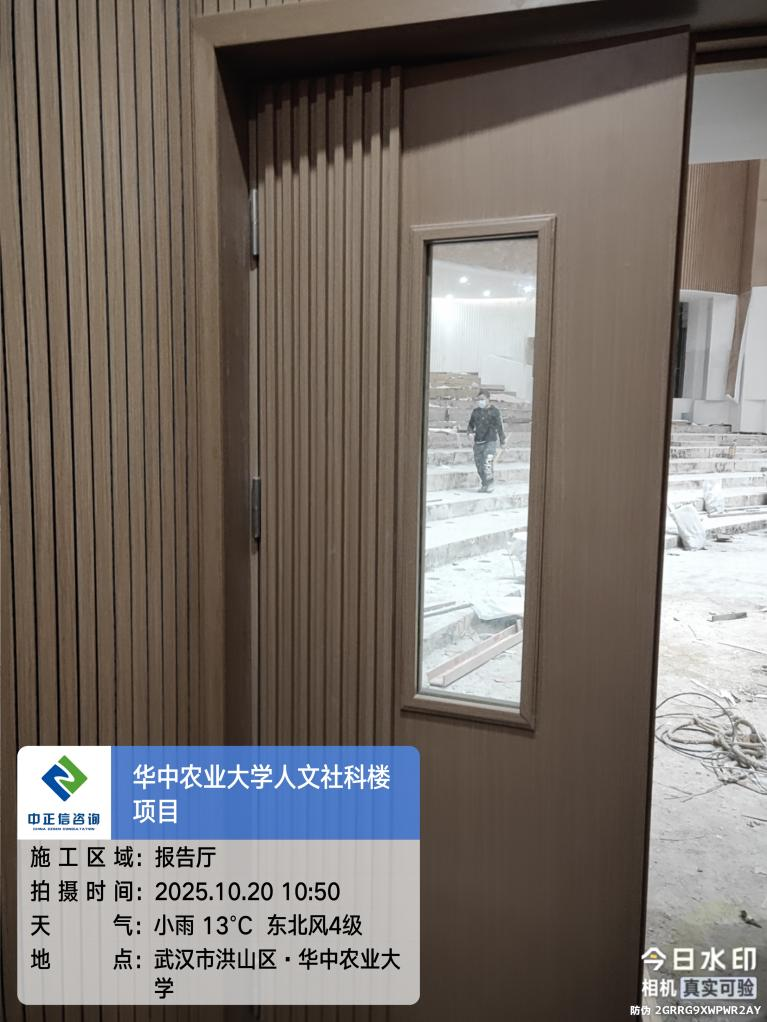 中正信咨询
华中农业大学人文社科楼
项目
施工区域：报告厅
拍摄时间：2025.10.20 10:50
天气：小雨 13°C 东北风4级
地点：武汉市洪山区·华中农业大
学
今日水印
相机 真实可验
防伪 2GRRG9XWPWR2AY